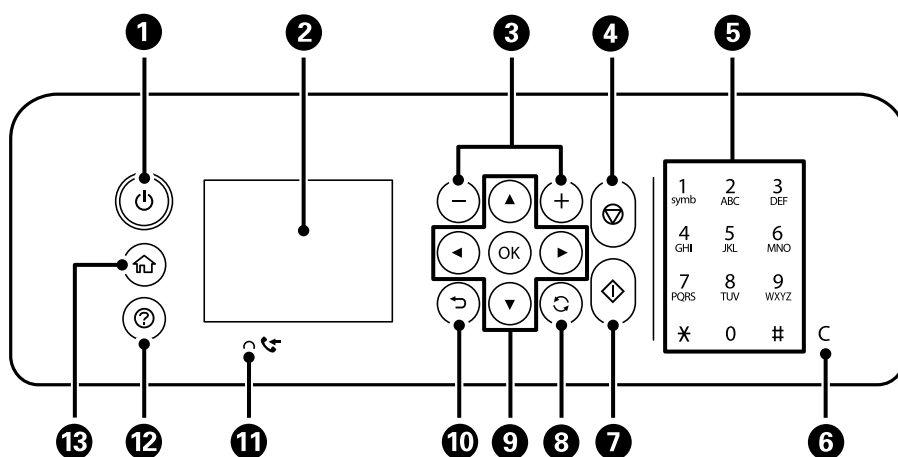 1 2 3 4 5
1 2 3
symb ABC DEF
4 5 6
GHI JKL MNO
OK
7 8 9
PQRS TUV WXYZ
* 0 # C
13 12 11 10 9 8 7 6